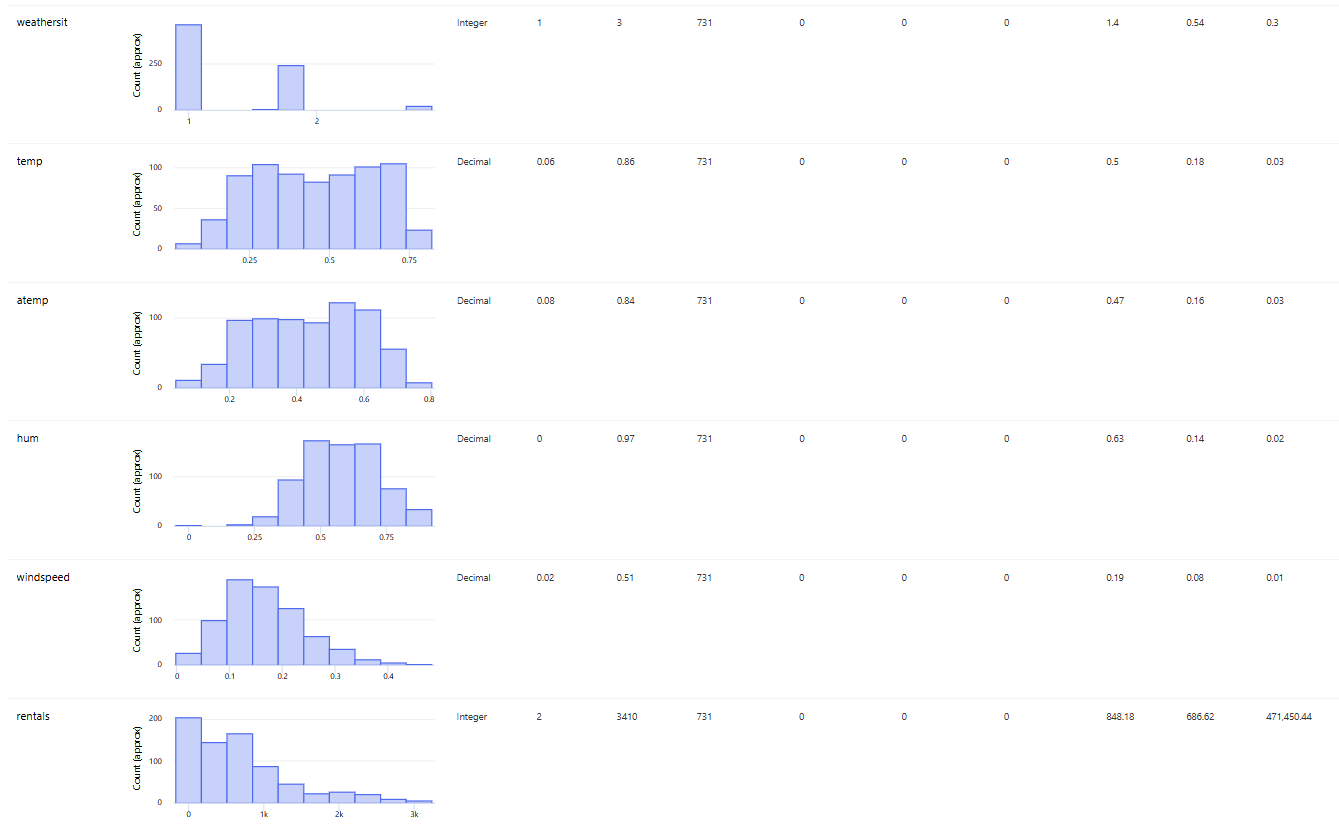 weathersit Integer 1 3 731 0 0 0 1.4 0.54 0.3
Count (approx)
250
0
1 2
temp Decimal 0.06 0.86 731 0 0 0 0.5 0.18 0.03
Count (approx)
100
50
0
0.25 0.5 0.75
atemp Decimal 0.08 0.84 731 0 0 0 0.47 0.16 0.03
Count (approx)
100
0
0.2 0.4 0.6 0.8
hum Decimal 0 0.97 731 0 0 0 0.63 0.14 0.02
Count (approx)
100
0
0 0.25 0.5 0.75
windspeed Decimal 0.02 0.51 731 0 0 0 0.19 0.08 0.01
Count (approx)
100
0
0 0.1 0.2 0.3 0.4
rentals Integer 2 3410 731 0 0 0 848.18 686.62 471,450.44
Count (approx)
200
100
0
0 1k 2k 3k